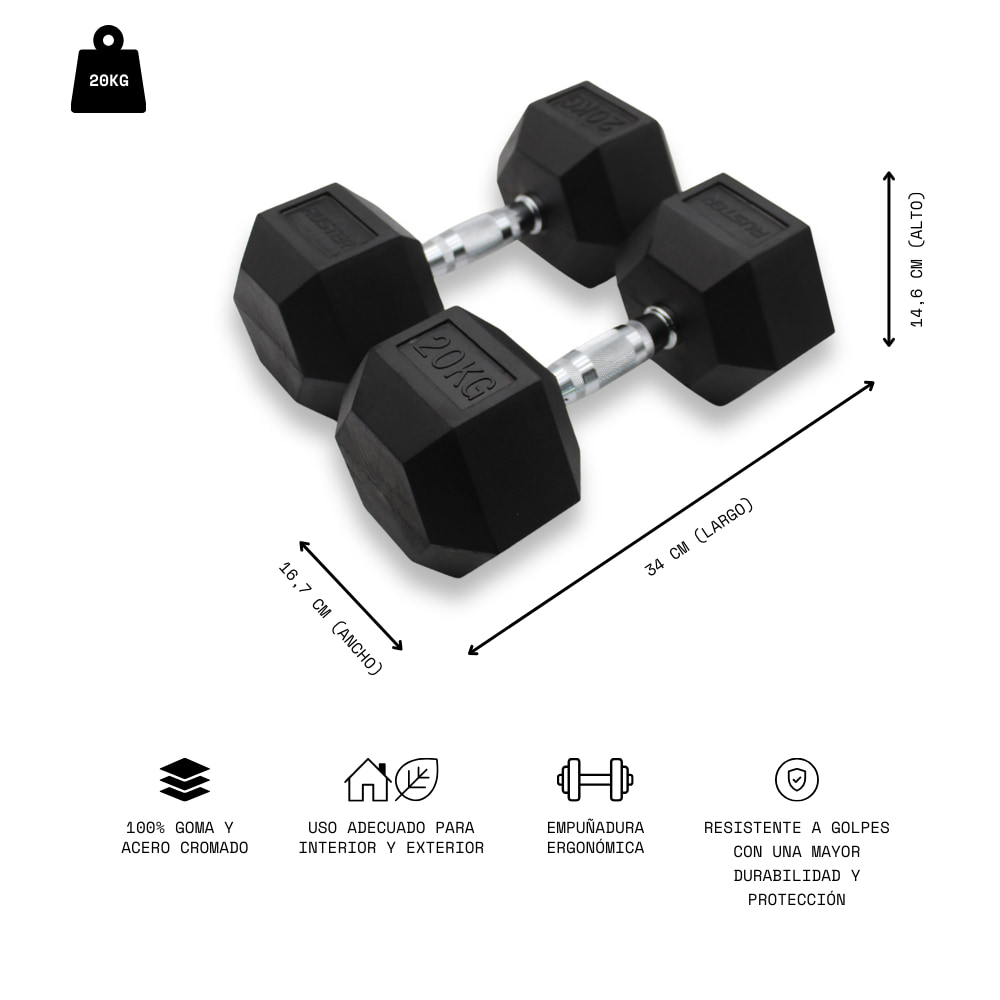 20KG
20KG
RUSTER
20KG
14,6 CM (ALTO)
34 CM (LARGO)
16,7 CM (ANCHO)
100% GOMA Y
ACERO CROMADO
USO ADECUADO PARA
INTERIOR Y EXTERIOR
EMPUÑADURA
ERGONÓMICA
RESISTENTE A GOLPES
CON UNA MAYOR
DURABILIDAD Y
PROTECCIÓN